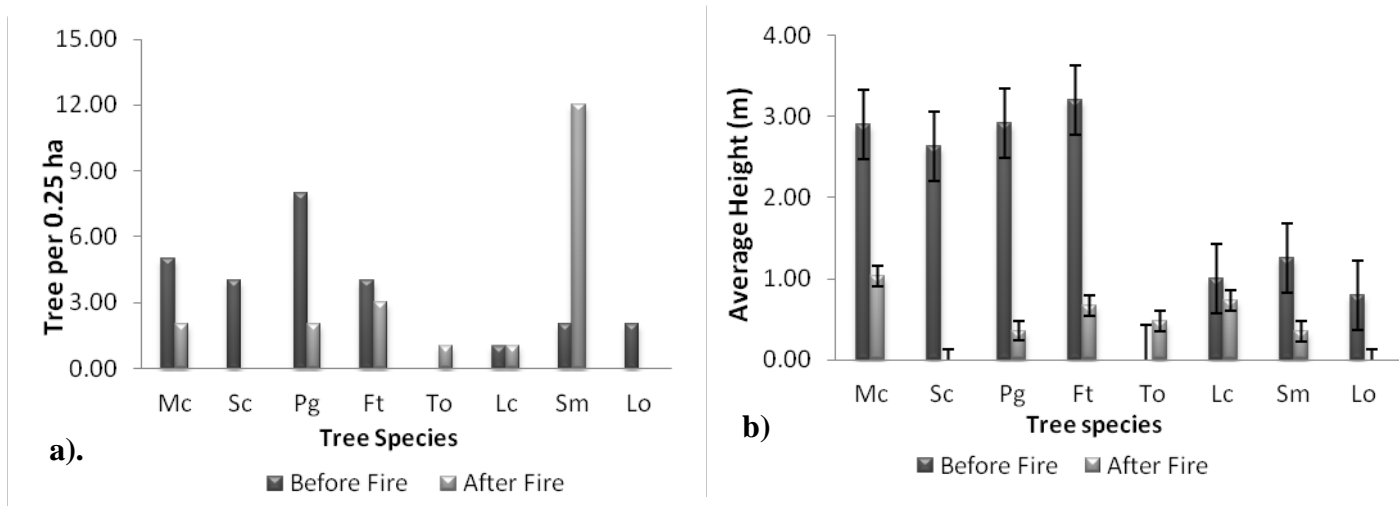 Tree per 0.25 ha
15.00
12.00
9.00
6.00
3.00
0.00
Mc Sc Pg Ft To Lc Sm Lo
Tree Species
a).
Before Fire After Fire
Average Height (m)
4.00
3.00
2.00
1.00
0.00
Mc Sc Pg Ft To Lc Sm Lo
Tree species
b)
Before Fire After Fire